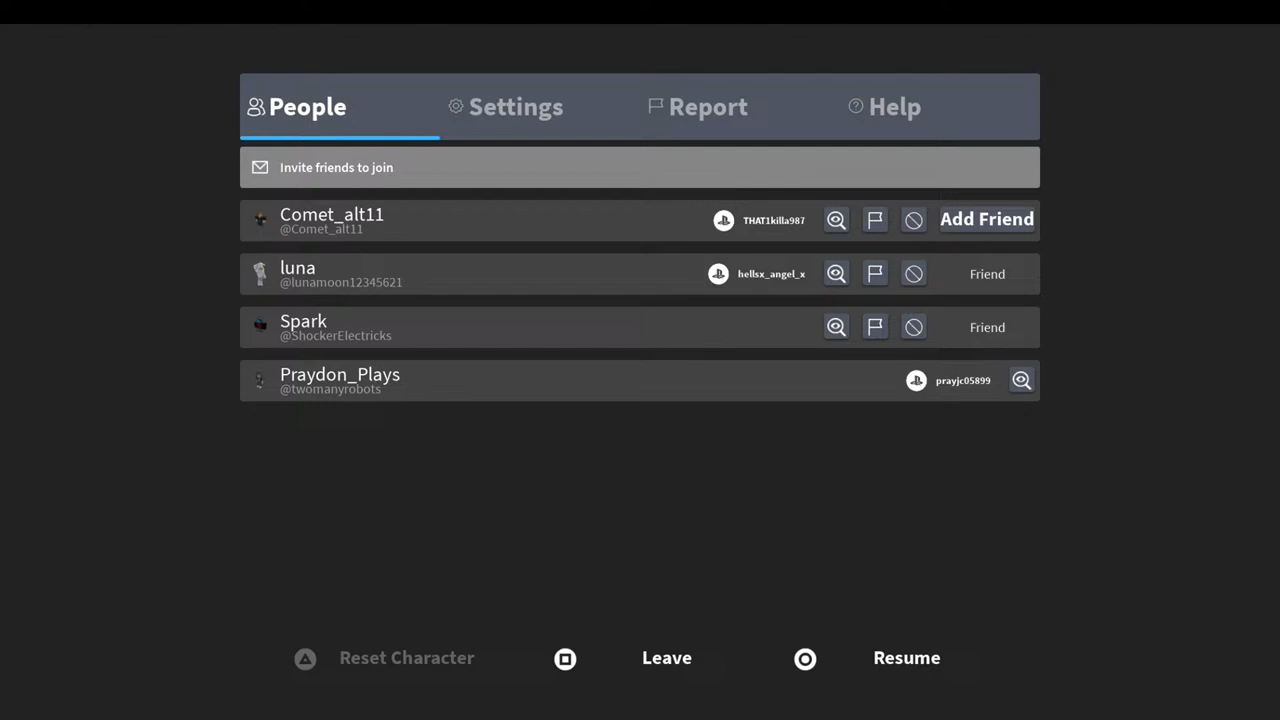 People
Settings
Report
Help
Invite friends to join
Comet_alt11
@Comet_alt11
THAT1killa987
Add Friend
luna
@lunamoon12345621
hellsx_angel_x
Friend
Spark
@ShockerElectricks
Friend
Praydon_Plays
@twomanyrobots
prayjc05899
Reset Character
Leave
Resume